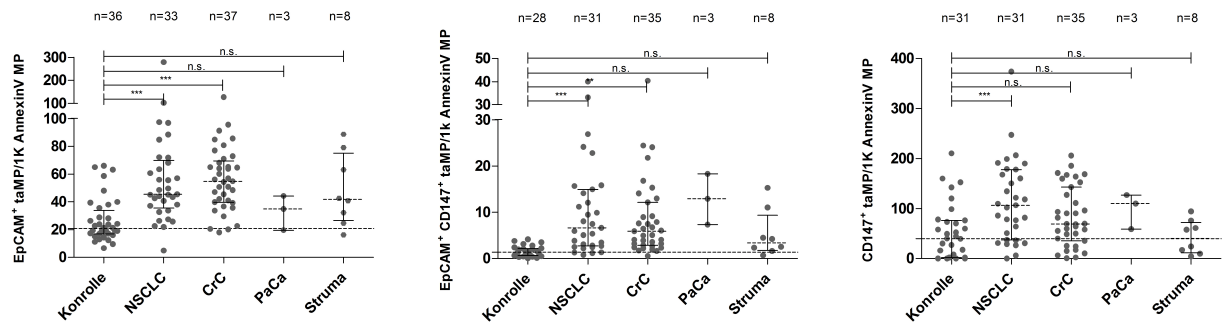 n=36 n=33 n=37 n=3 n=8
EpCAM⁺ taMP/1K AnnexinV MP
300
200
100
100
80
60
40
20
0
n.s.
n.s.
***
***
Konrolle NSCLC CrC PaCa Struma
n=28 n=31 n=35 n=3 n=8
EpCAM⁺ CD147⁺ taMP/1k AnnexinV MP
50
40
30
30
20
10
0
n.s.
n.s.
***
Konrolle NSCLC CrC PaCa Struma
n=31 n=31 n=35 n=3 n=8
CD147⁺ taMP/1K AnnexinV MP
400
300
200
100
0
n.s.
n.s.
n.s.
***
Konrolle NSCLC CrC PaCa Struma